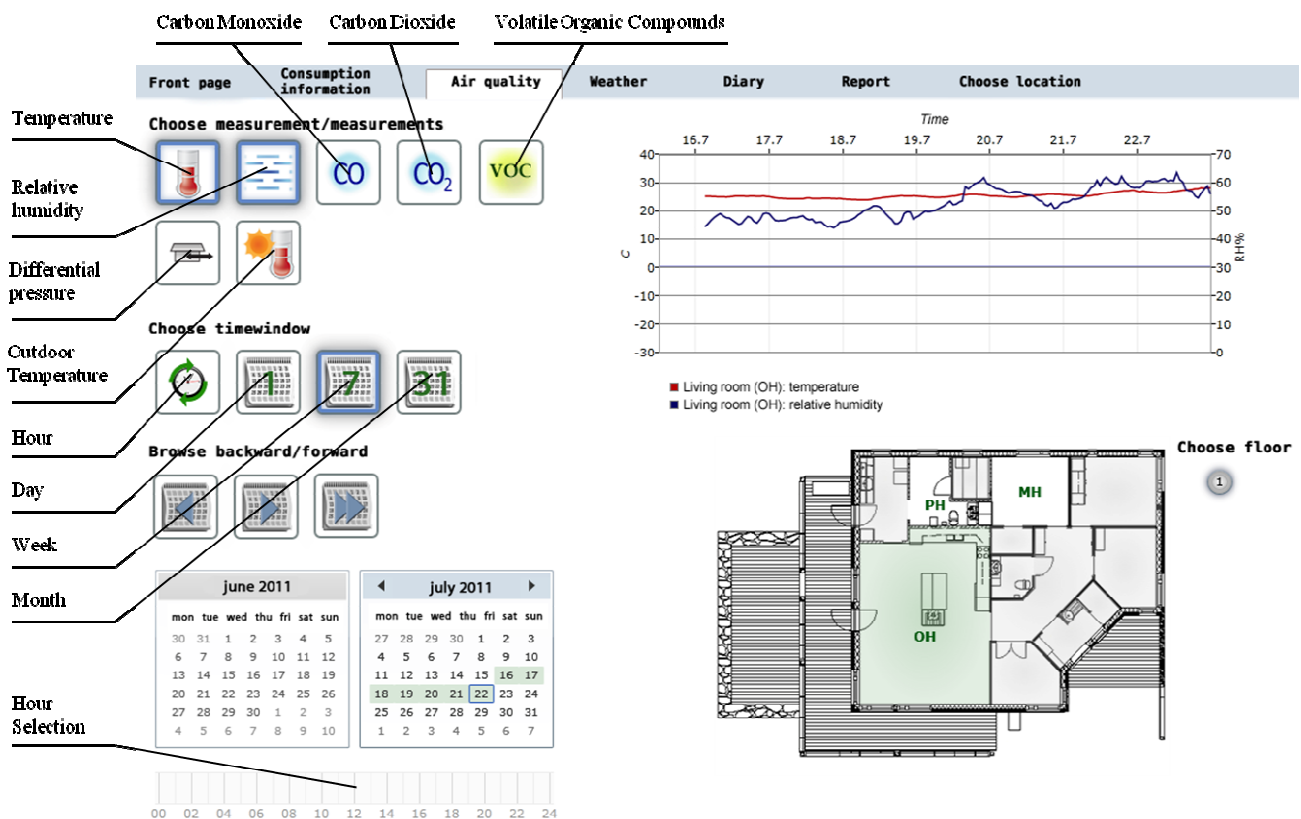 Carbon Monoxide Carbon Dioxide Volatile Organic Compounds
Front page Consumption information Air quality Weather Diary Report Choose location
Temperature
Relative
humidity
Differential
pressure
Outdoor
Temperature
Hour
Day
Week
Month
Hour
Selection
Choose measurement/measurements
CO CO2 VOC
Choose timewindow
1 7 31
Browse backward/forward
june 2011
mon tue wed thu fri sat sun
30 31 1 2 3 4 5
6 7 8 9 10 11 12
13 14 15 16 17 18 19
20 21 22 23 24 25 26
27 28 29 30 1 2 3
4 5 6 7 8 9 10
july 2011
mon tue wed thu fri sat sun
27 28 29 30 1 2 3
4 5 6 7 8 9 10
11 12 13 14 15 16 17
18 19 20 21 22 23 24
25 26 27 28 29 30 31
1 2 3 4 5 6 7
00 02 04 06 08 10 12 14 16 18 20 22 24
Time
16.7 17.7 18.7 19.7 20.7 21.7 22.7
40 70
30 60
20 50
10 40
0 30
-10 20
-20 10
-30 0
C
RH%
Living room (OH): temperature
Living room (OH): relative humidity
Choose floor
1
PH
MH
OH